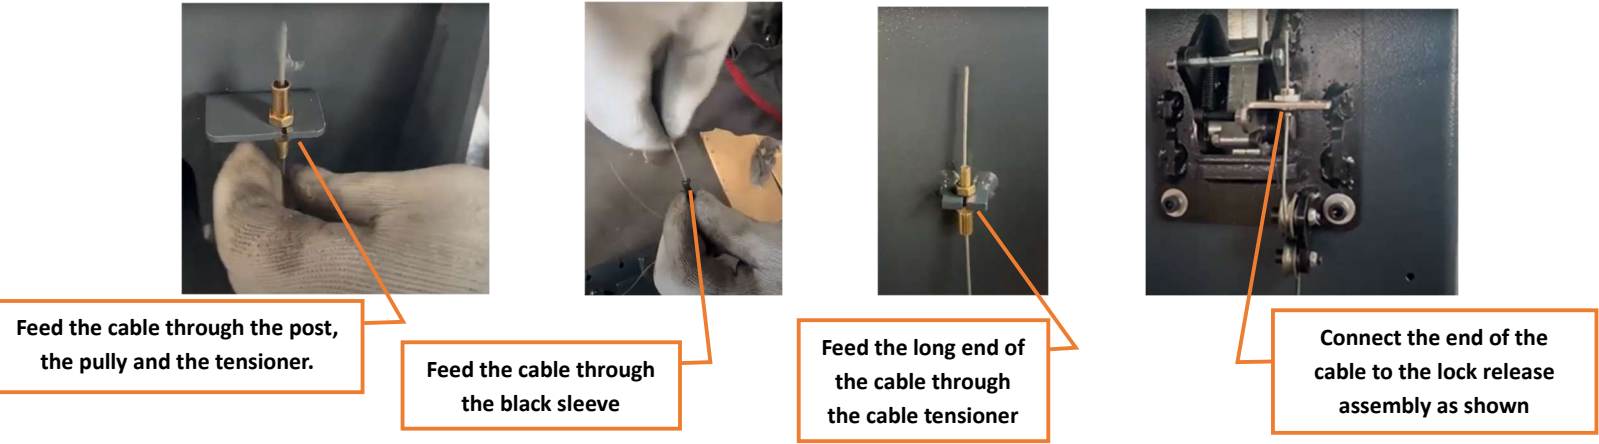 Feed the cable through the post,
the pully and the tensioner.
Feed the cable through
the black sleeve
Feed the long end of
the cable through
the cable tensioner
Connect the end of the
cable to the lock release
assembly as shown